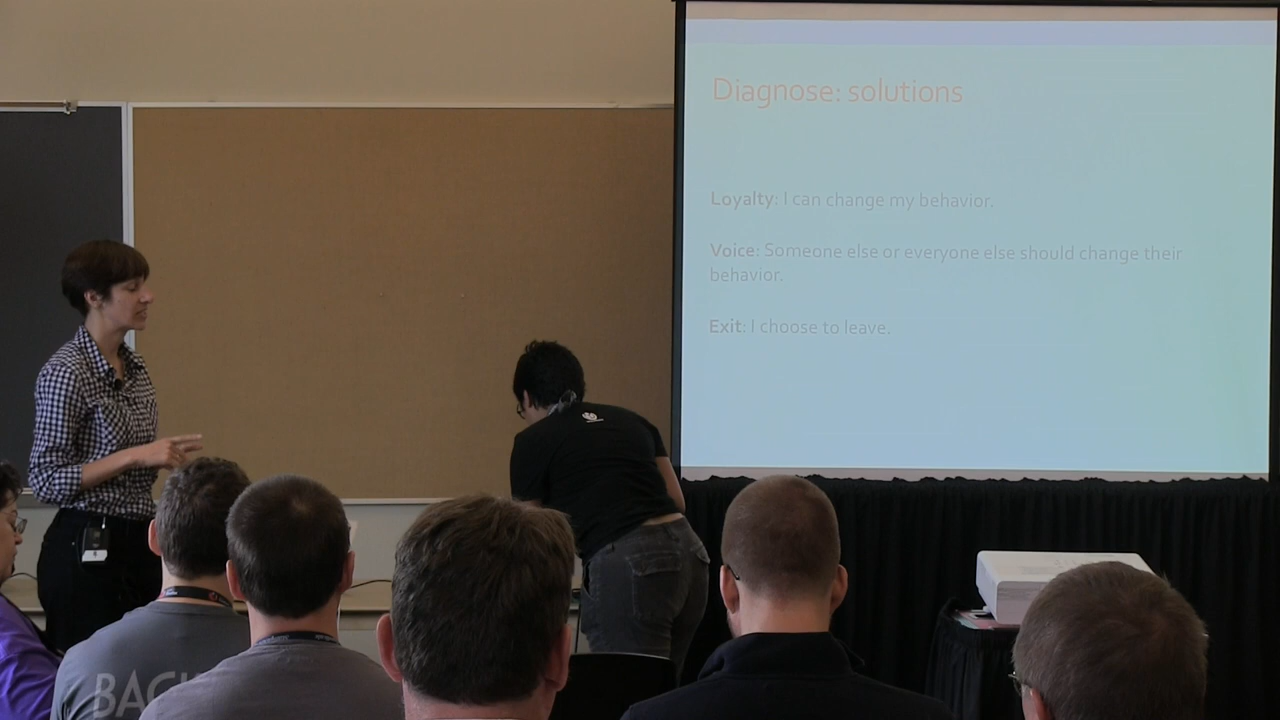 Diagnose: solutions
Loyalty: I can change my behavior.
Voice: Someone else or everyone else should change their
behavior.
Exit: I choose to leave.